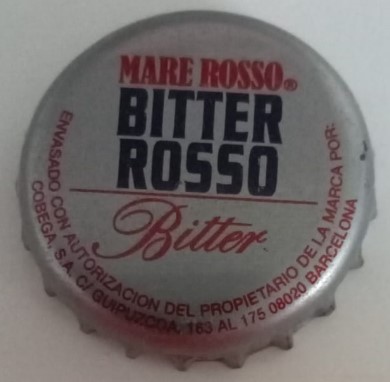 MARE ROSSO®
BITTER
ROSSO
Bitter
ENVASADO CON AUTORIZACION DEL PROPIETARIO DE LA MARCA POR:
COBEGA, S.A. C/ GUIPUZCOA, 163 AL 175 08020 BARCELONA